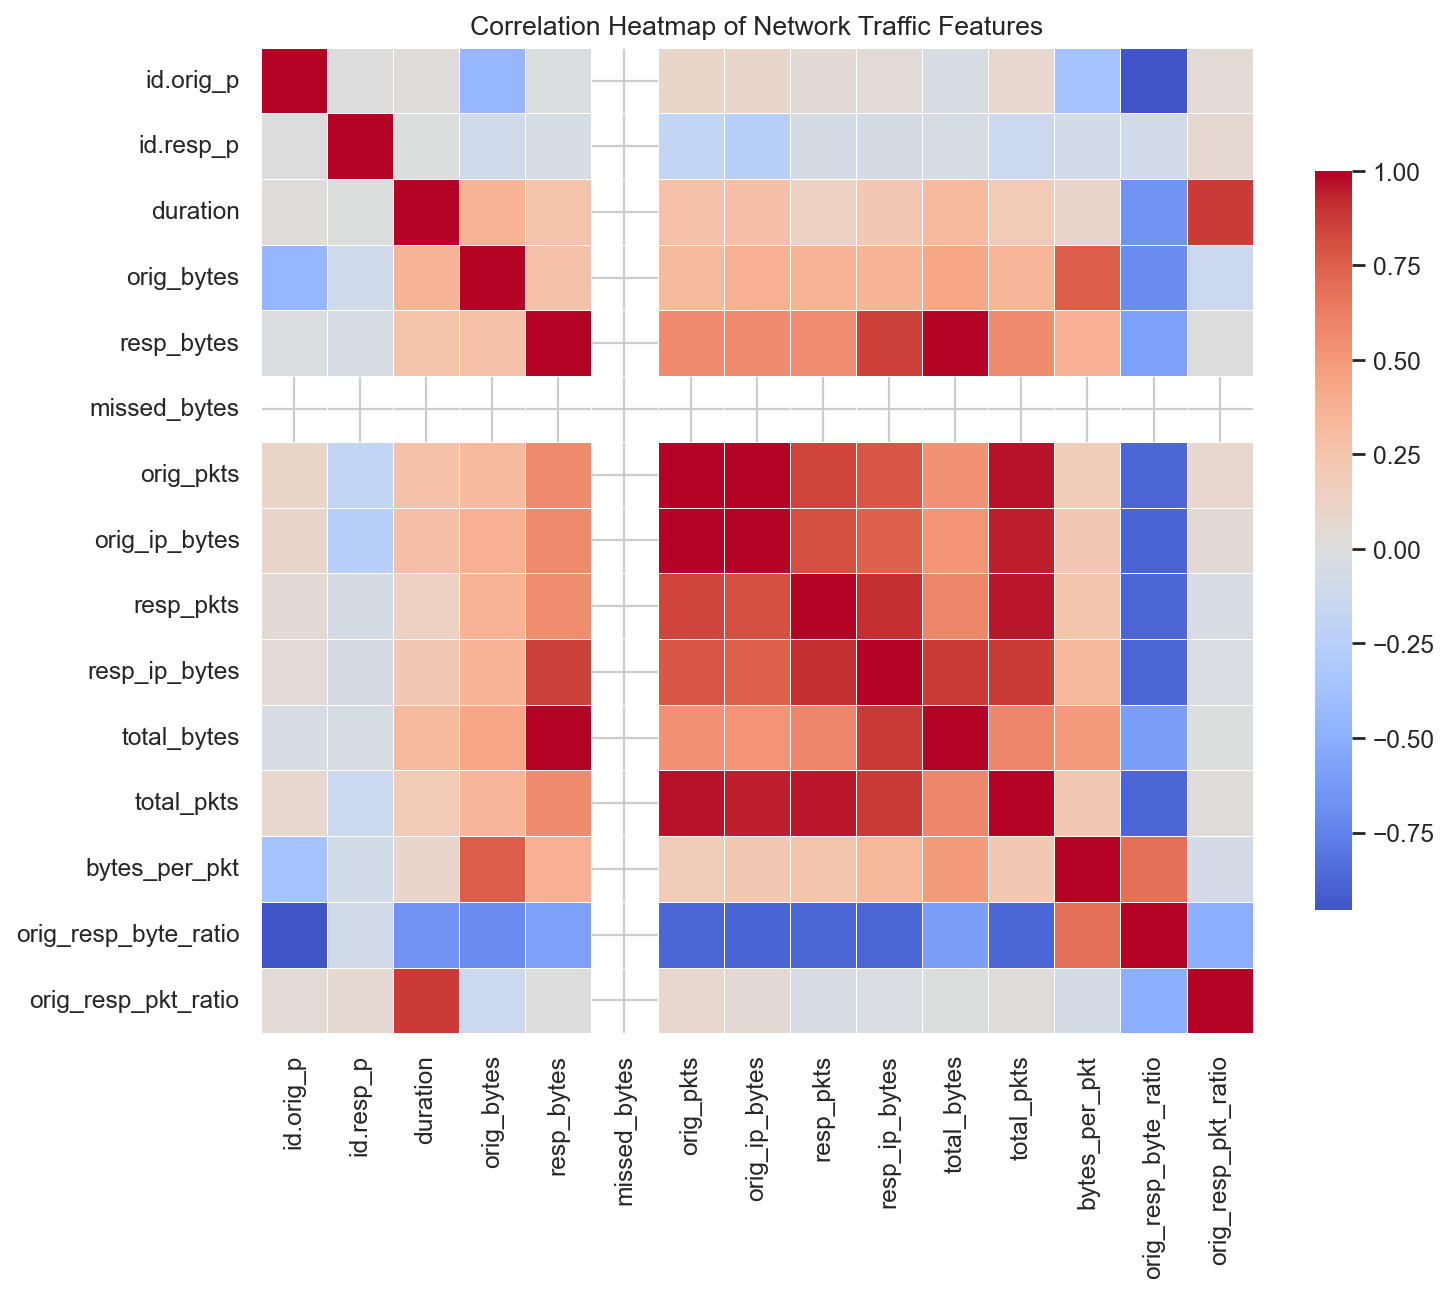 Correlation Heatmap of Network Traffic Features
id.orig_p
id.resp_p
duration
orig_bytes
resp_bytes
missed_bytes
orig_pkts
orig_ip_bytes
resp_pkts
resp_ip_bytes
total_bytes
total_pkts
bytes_per_pkt
orig_resp_byte_ratio
orig_resp_pkt_ratio
id.orig_p
id.resp_p
duration
orig_bytes
resp_bytes
missed_bytes
orig_pkts
orig_ip_bytes
resp_pkts
resp_ip_bytes
total_bytes
total_pkts
bytes_per_pkt
orig_resp_byte_ratio
orig_resp_pkt_ratio
1.00
0.75
0.50
0.25
0.00
−0.25
−0.50
−0.75